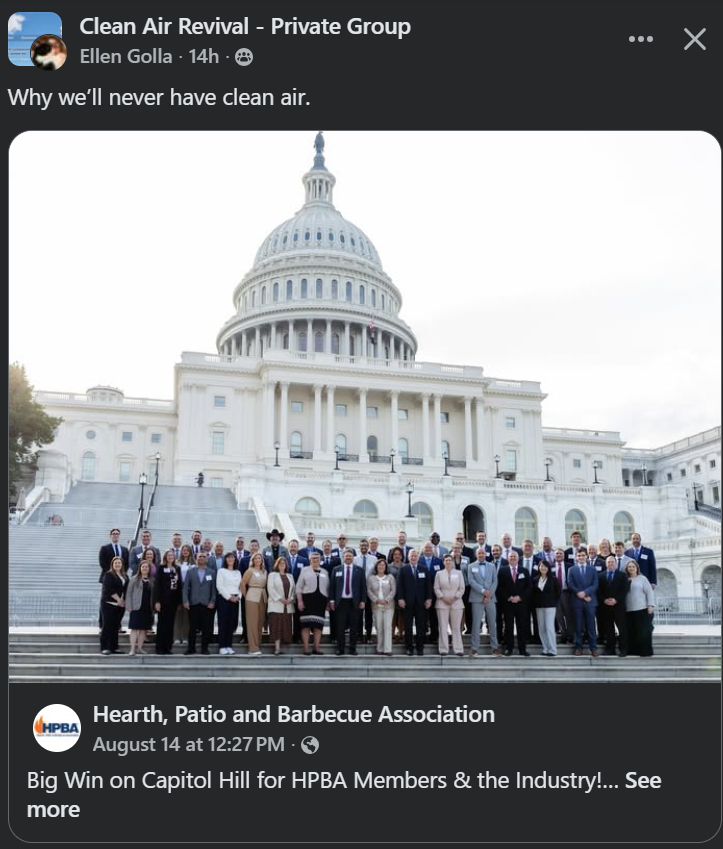 Clean Air Revival - Private Group
Ellen Golla · 14h ·
Why we’ll never have clean air.
HPBA
Hearth, Patio and Barbecue Association
August 14 at 12:27 PM ·
Big Win on Capitol Hill for HPBA Members & the Industry!... See
more